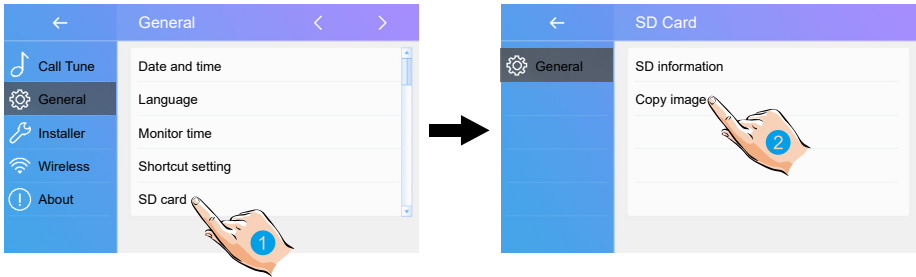 General
Call Tune
General
Installer
Wireless
About
Date and time
Language
Monitor time
Shortcut setting
SD card
1
SD Card
General
SD information
Copy image
2